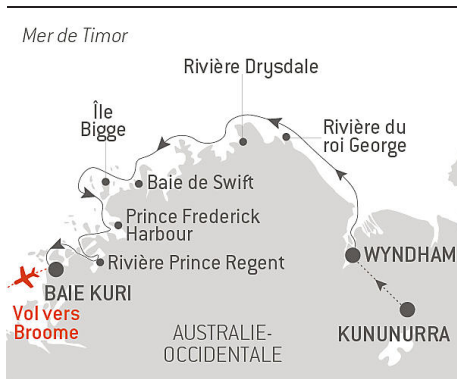 Mer de Timor
Rivière Drysdale
Île
Bigge
Rivière du
roi George
Baie de Swift
Prince Frederick
Harbour
Rivière Prince Regent
WYNDHAM
BAIE KURI
Vol vers
Broome
AUSTRALIE-
OCCIDENTALE
KUNUNURRA